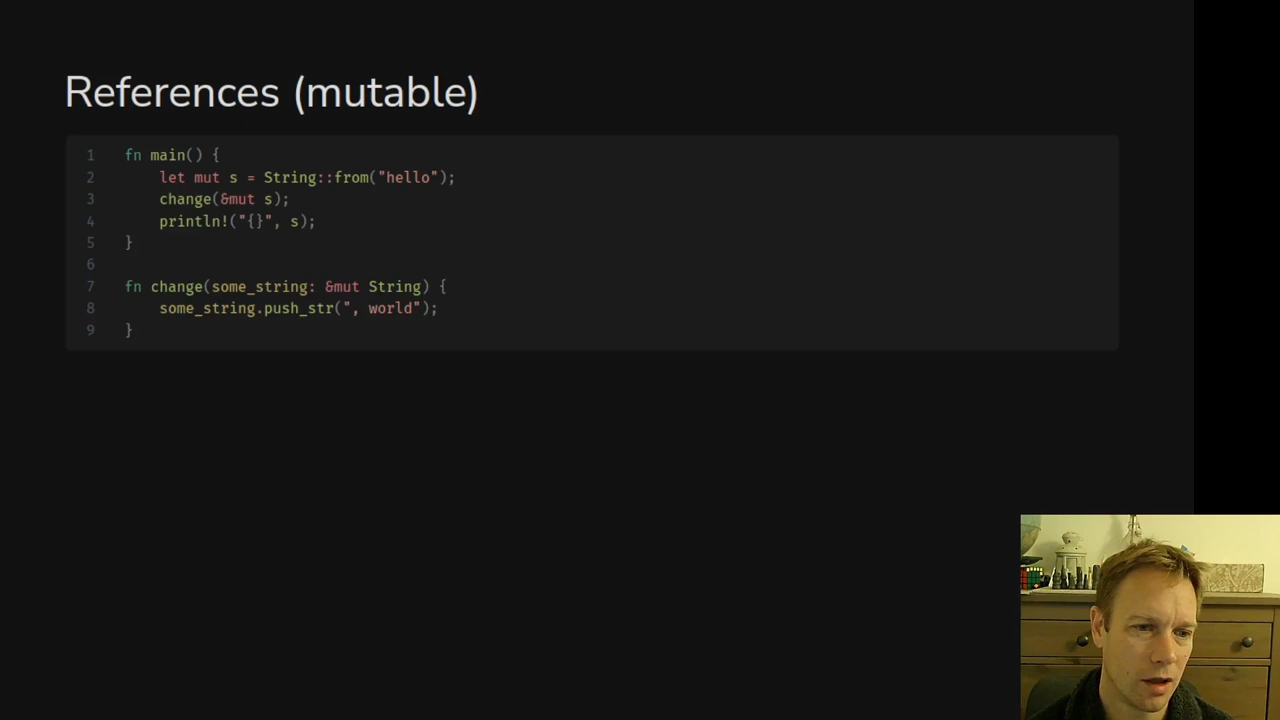 References (mutable)
1 fn main() {
2     let mut s = String::from("hello");
3     change(&mut s);
4     println!("{}", s);
5 }
6
7 fn change(some_string: &mut String) {
8     some_string.push_str(", world");
9 }